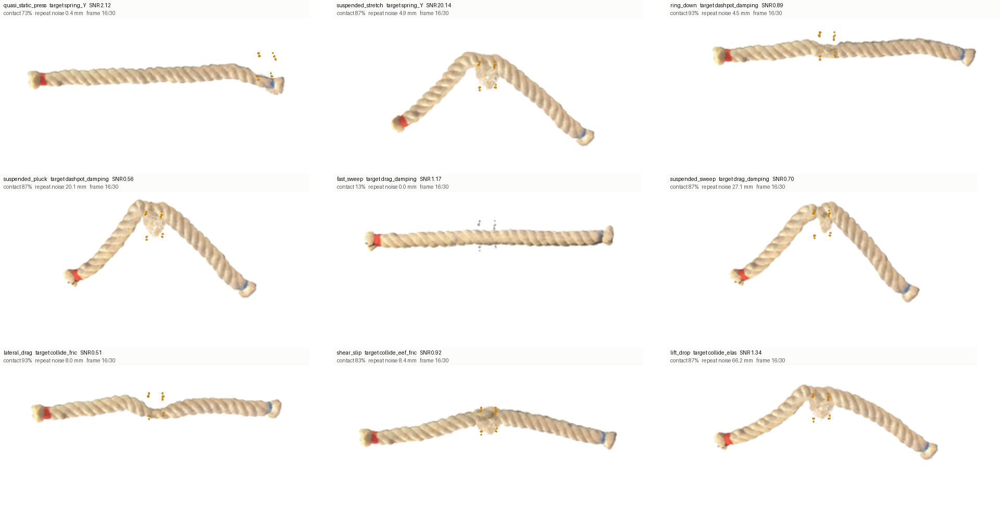 quasi_static_press target spring_Y SNR 2.12
contact 73% repeat noise 0.4 mm frame 16/30
suspended_stretch target spring_Y SNR 20.14
contact 87% repeat noise 4.9 mm frame 16/30
ring_down target dashpot_damping SNR 0.89
contact 93% repeat noise 4.5 mm frame 16/30
suspended_pluck target dashpot_damping SNR 0.56
contact 87% repeat noise 20.1 mm frame 16/30
fast_sweep target drag_damping SNR 1.17
contact 13% repeat noise 0.0 mm frame 16/30
suspended_sweep target drag_damping SNR 0.70
contact 87% repeat noise 27.1 mm frame 16/30
lateral_drag target collide_fric SNR 0.51
contact 93% repeat noise 8.0 mm frame 16/30
shear_slip target collide_eef_fric SNR 0.92
contact 83% repeat noise 8.4 mm frame 16/30
lift_drop target collide_elas SNR 1.34
contact 87% repeat noise 66.2 mm frame 16/30